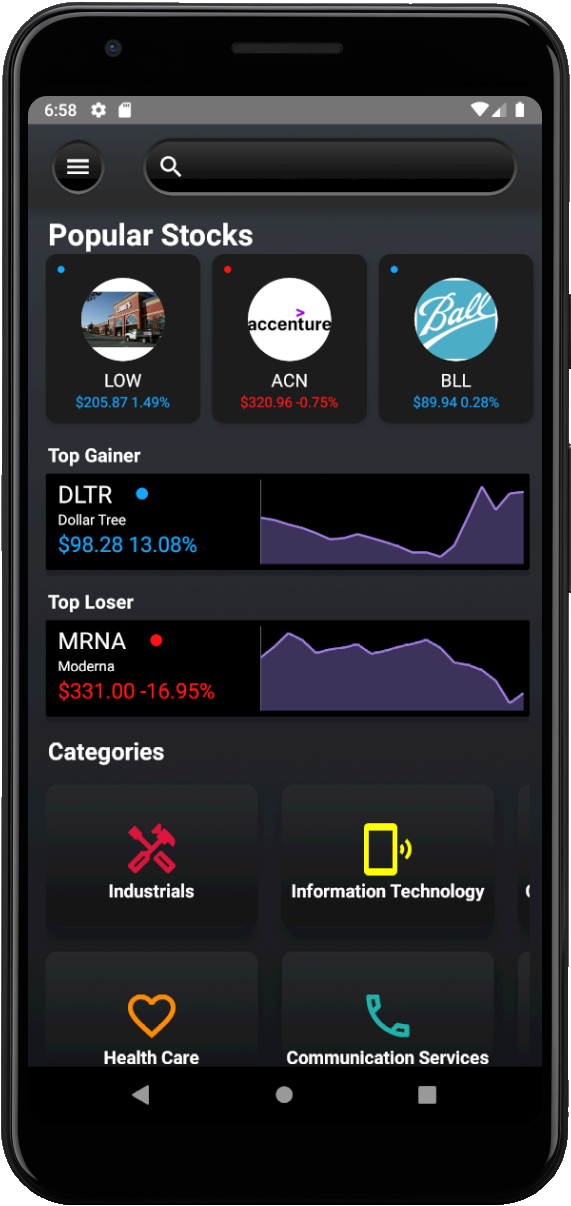 6:58
Popular Stocks
accenture
Ball
LOW
ACN
BLL
$205.87 1.49%
$320.96 -0.75%
$89.94 0.28%
Top Gainer
DLTR
Dollar Tree
$98.28 13.08%
Top Loser
MRNA
Moderna
$331.00 -16.95%
Categories
Industrials
Information Technology
Health Care
Communication Services